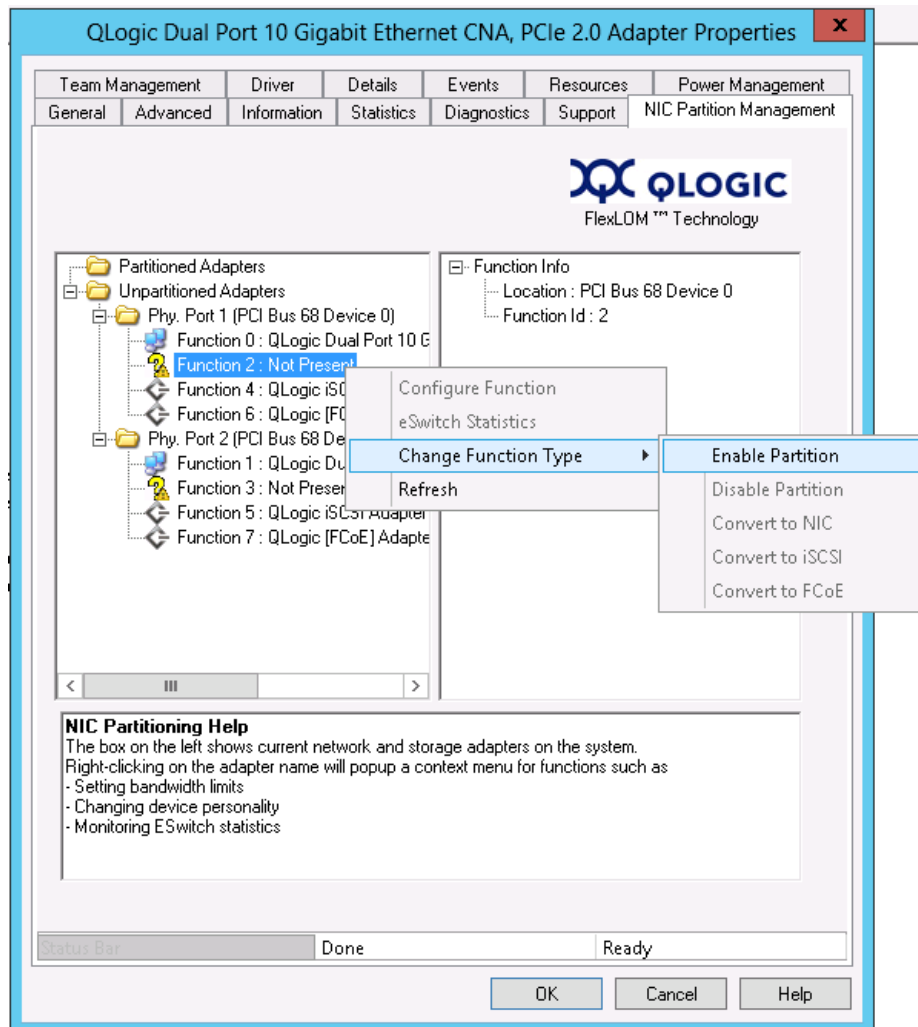 QLogic Dual Port 10 Gigabit Ethernet CNA, PCIe 2.0 Adapter Properties
x
Team Management Driver Details Events Resources Power Management
General Advanced Information Statistics Diagnostics Support NIC Partition Management
QLOGIC
FlexLOM ™ Technology
Partitioned Adapters
Unpartitioned Adapters
Phy. Port 1 (PCI Bus 68 Device 0)
Function 0 : QLogic Dual Port 10 G
Function 2 : Not Present
Function 4 : QLogic iSC
Function 6 : QLogic [FC
Phy. Port 2 (PCI Bus 68 De
Function 1 : QLogic Du
Function 3 : Not Prese
Function 5 : QLogic iSCSI Adapter
Function 7 : QLogic [FCoE] Adapte
Function Info
Location : PCI Bus 68 Device 0
Function Id : 2
Configure Function
eSwitch Statistics
Change Function Type
Refresh
Enable Partition
Disable Partition
Convert to NIC
Convert to iSCSI
Convert to FCoE
NIC Partitioning Help
The box on the left shows current network and storage adapters on the system.
Right-clicking on the adapter name will popup a context menu for functions such as
- Setting bandwidth limits
- Changing device personality
- Monitoring ESwitch statistics
Status Bar Done Ready
OK Cancel Help